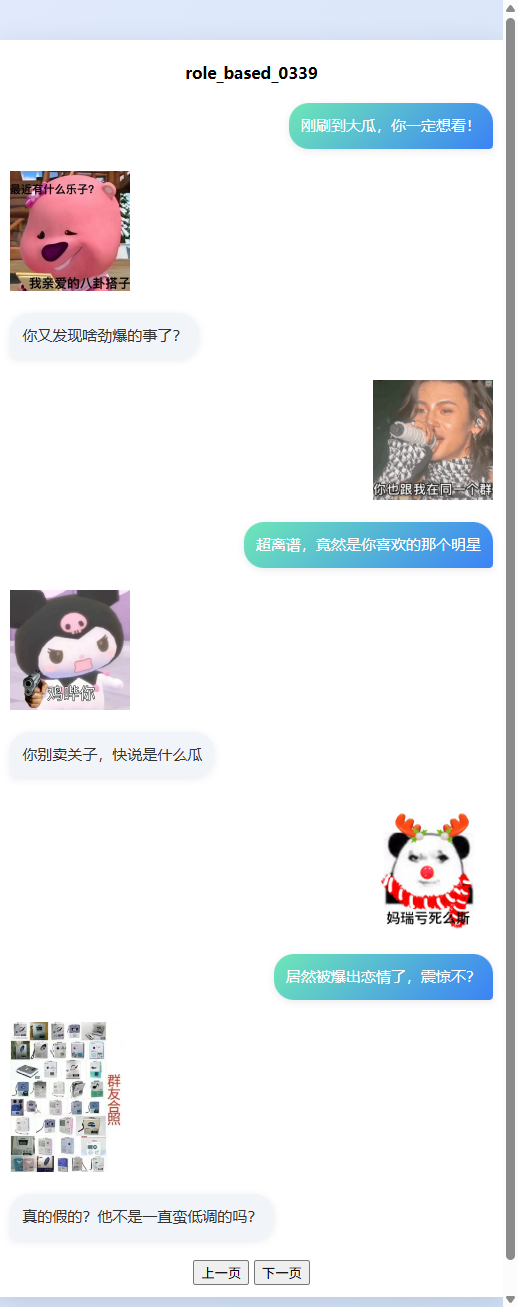 role_based_0339
刚刷到大瓜，你一定想看！
最近有什么乐子?
我亲爱的八卦搭子
你又发现啥劲爆的事了？
你也跟我在同一个群
超离谱，竟然是你喜欢的那个明星
鸡哔你
你别卖关子，快说是什么瓜
妈瑞亏死么斯
居然被爆出恋情了，震惊不？
群友合照
真的假的？他不是一直蛮低调的吗？
上一页 下一页